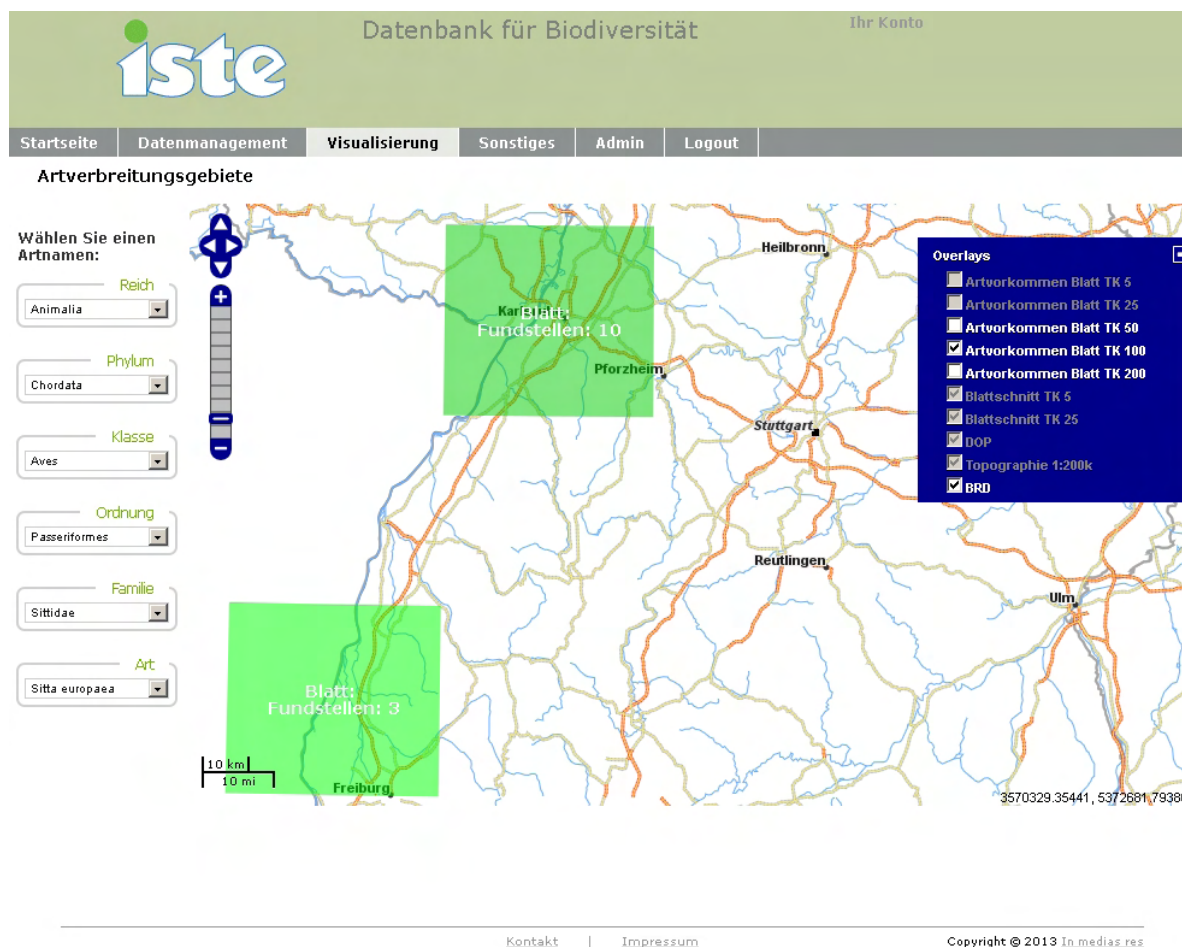 iste
Datenbank für Biodiversität
Ihr Konto
Startseite
Datenmanagement
Visualisierung
Sonstiges
Admin
Logout
Artverbreitungsgebiete
Wählen Sie einen
Artnamen:
Reich
Animalia
Phylum
Chordata
Klasse
Aves
Ordnung
Passeriformes
Familie
Sittidae
Art
Sitta europaea
Heilbronn
Blatt:
Fundstellen: 10
Pforzheim
Stuttgart
Reutlingen
Ulm
Blatt:
Fundstellen: 3
Freiburg
10 km
10 mi
Overlays
Artvorkommen Blatt TK 5
Artvorkommen Blatt TK 25
Artvorkommen Blatt TK 50
Artvorkommen Blatt TK 100
Artvorkommen Blatt TK 200
Blattschnitt TK 5
Blattschnitt TK 25
DOP
Topographie 1:200k
BRD
3570329.35441, 5372681.7938
Kontakt | Impressum
Copyright @ 2013 In medias res